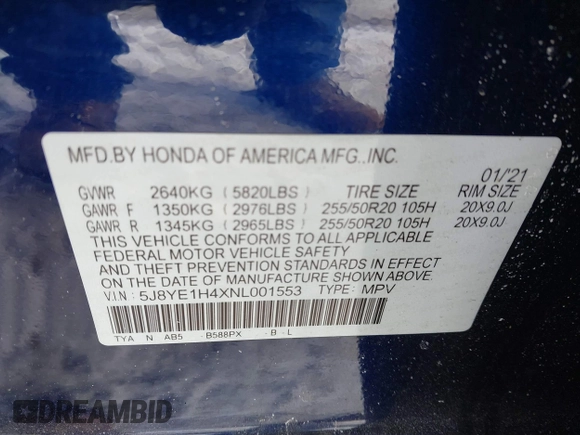 MFD.BY HONDA OF AMERICA MFG.,INC.
01/'21
GVWR 2640KG (5820LBS) TIRE SIZE RIM SIZE
GAWR F 1350KG (2976LBS) 255/50R20 105H 20X9.0J
GAWR R 1345KG (2965LBS) 255/50R20 105H 20X9.0J
THIS VEHICLE CONFORMS TO ALL APPLICABLE
FEDERAL MOTOR VEHICLE SAFETY
AND THEFT PREVENTION STANDARDS IN EFFECT
ON THE DATE OF MANUFACTURE SHOWN ABOVE.
V.I.N: 5J8YE1H4XNL001553 TYPE: MPV
TYA N AB5 -B588PX -B -L
DREAMBID